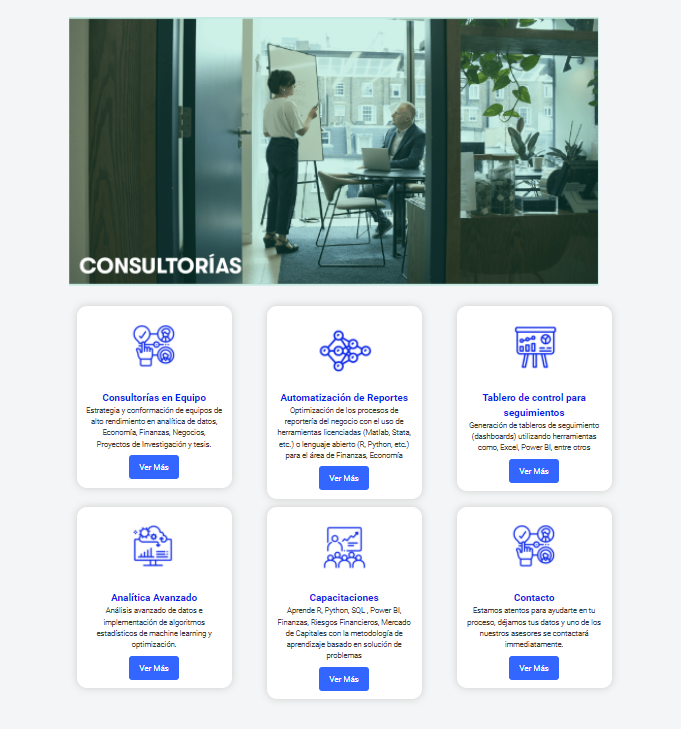 CONSULTORÍAS
Consultorías en Equipo
Estrategia y conformación de equipos de
alto rendimiento en analítica de datos,
Economía, Finanzas, Negocios,
Proyectos de Investigación y tesis.
Ver Más
Automatización de Reportes
Optimización de los procesos de
reportería del negocio con el uso de
herramientas licenciadas (Matlab, Stata,
etc.) o lenguaje abierto (R, Python, etc.)
para el área de Finanzas, Economía
Ver Más
Tablero de control para
seguimientos
Generación de tableros de seguimiento
(dashboards) utilizando herramientas
como, Excel, Power BI, entre otros
Ver Más
Analítica Avanzado
Análisis avanzado de datos e
implementación de algoritmos
estadísticos de machine learning y
optimización.
Ver Más
Capacitaciones
Aprende R, Python, SQL , Power BI,
Finanzas, Riesgos Financieros, Mercado
de Capitales con la metodología de
aprendizaje basado en solución de
problemas
Ver Más
Contacto
Estamos atentos para ayudarte en tu
proceso, déjamos tus datos y uno de los
nuestros asesores se contactará
immediatamente.
Ver Más